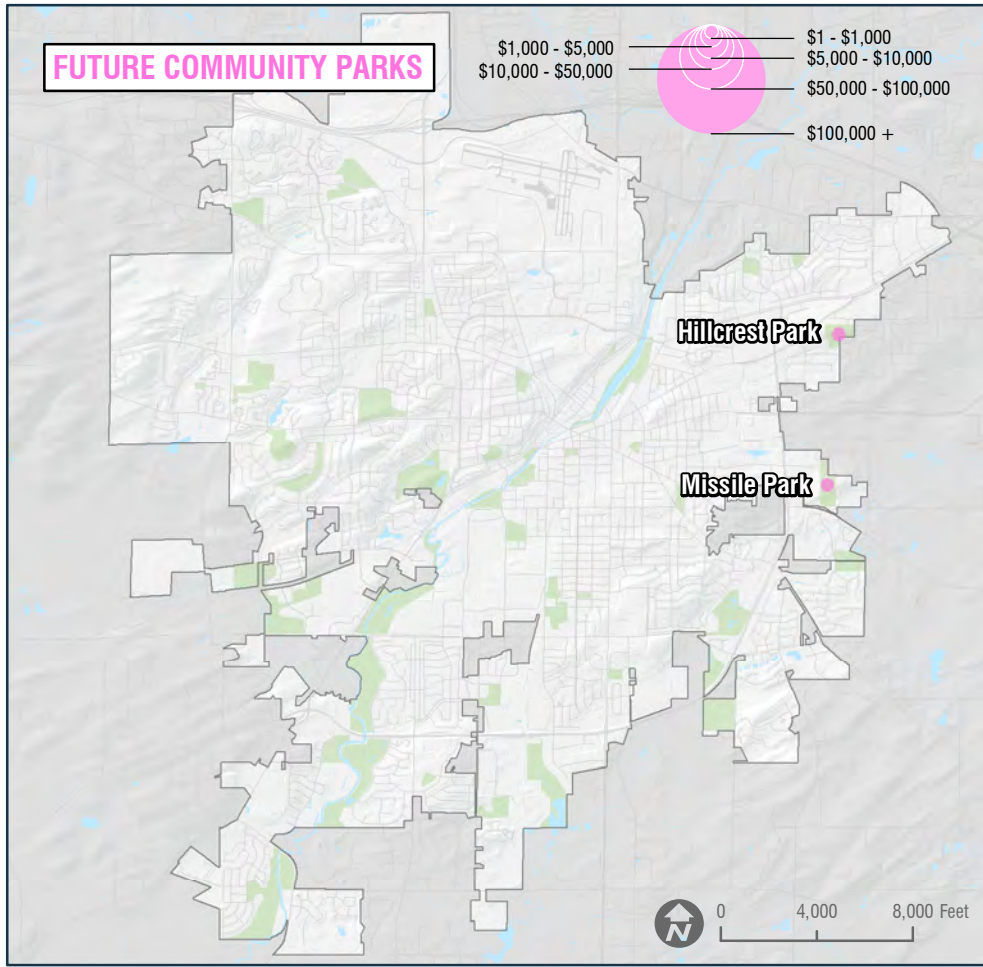 FUTURE COMMUNITY PARKS
$1 - $1,000
$1,000 - $5,000
$5,000 - $10,000
$10,000 - $50,000
$50,000 - $100,000
$100,000 +
Hillcrest Park
Missile Park
N
0 4,000 8,000 Feet